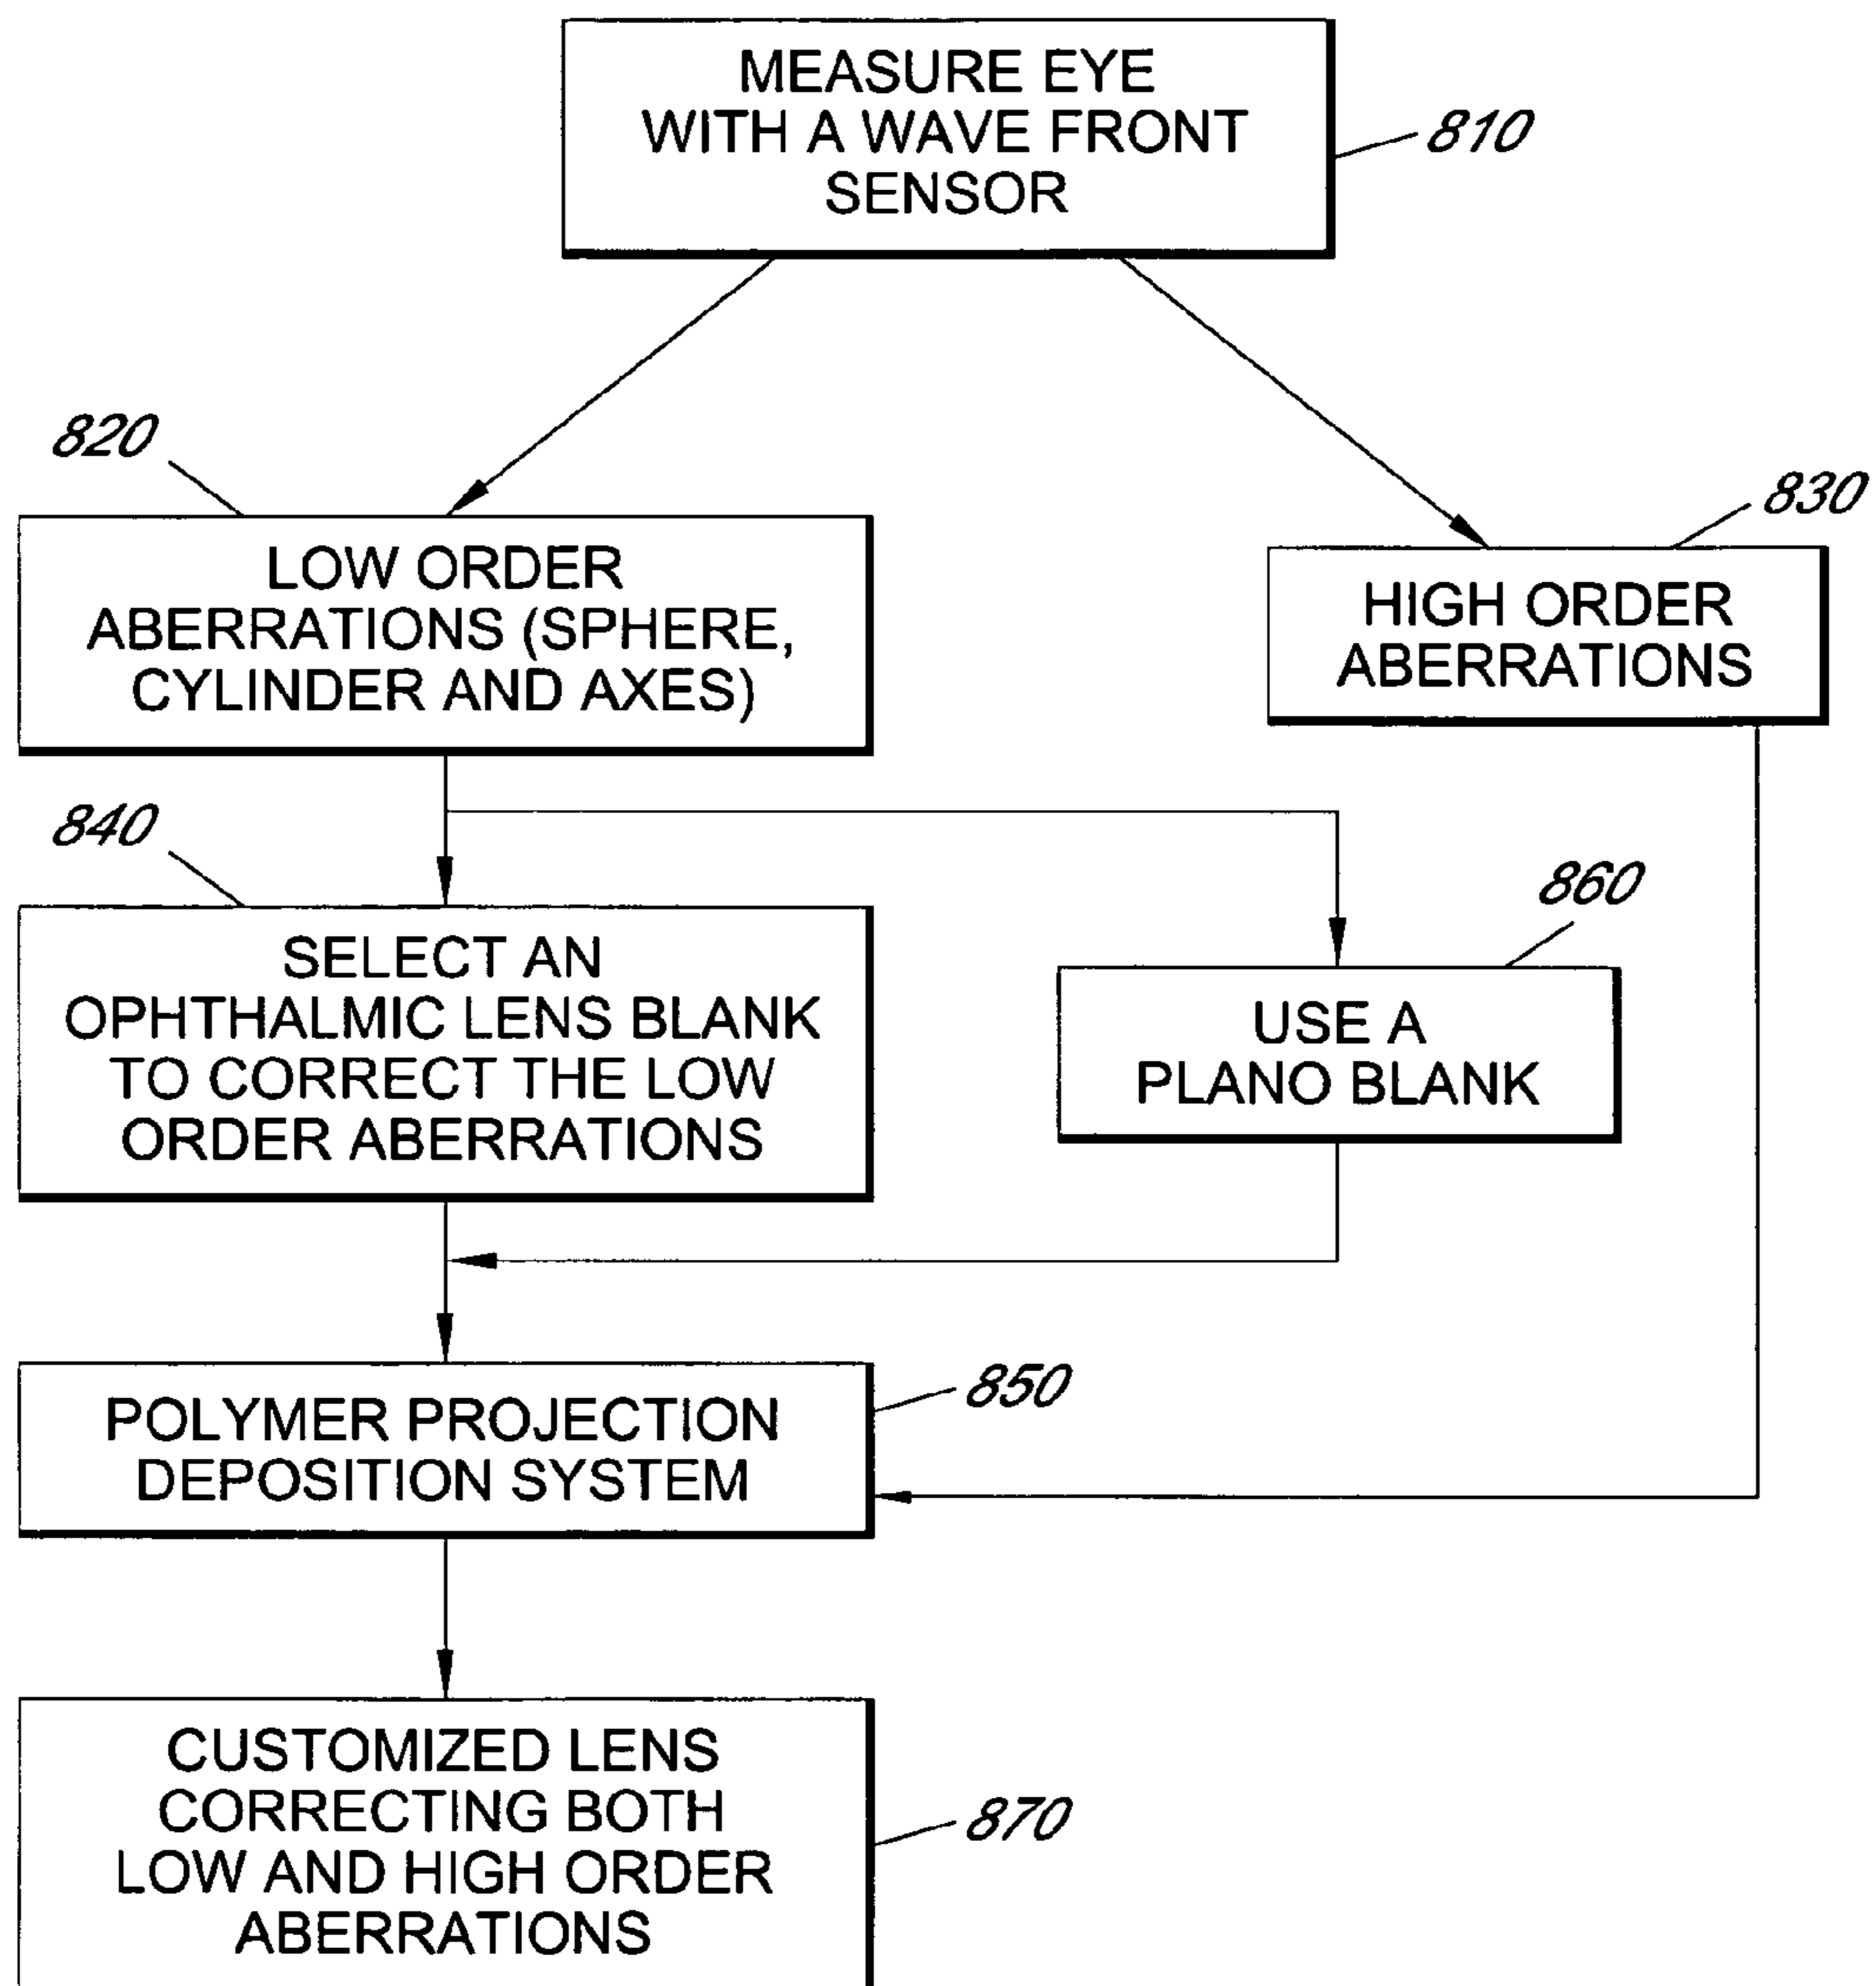 MEASURE EYE
WITH A WAVE FRONT
SENSOR
810
820
LOW ORDER
ABERRATIONS (SPHERE,
CYLINDER AND AXES)
830
HIGH ORDER
ABERRATIONS
840
SELECT AN
OPHTHALMIC LENS BLANK
TO CORRECT THE LOW
ORDER ABERRATIONS
860
USE A
PLANO BLANK
POLYMER PROJECTION
DEPOSITION SYSTEM
850
CUSTOMIZED LENS
CORRECTING BOTH
LOW AND HIGH ORDER
ABERRATIONS
870